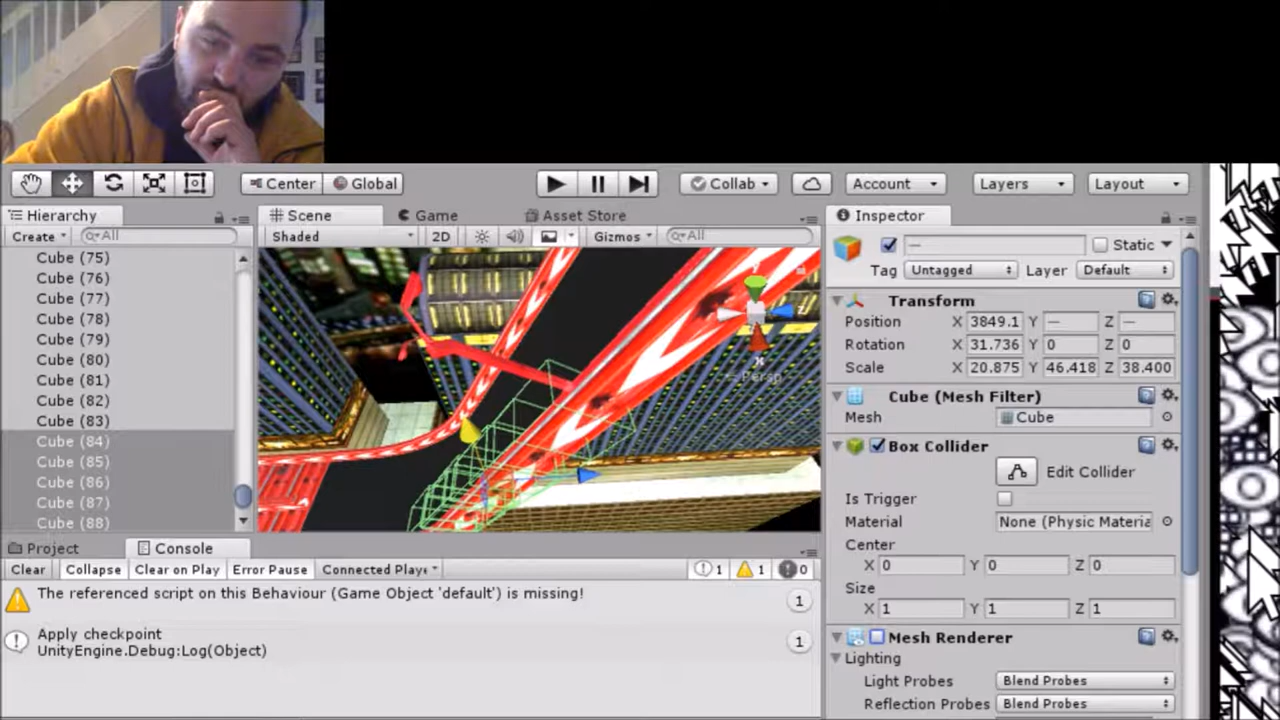 Center Global Collab Account Layers Layout
Hierarchy
Create All
Cube (75)
Cube (76)
Cube (77)
Cube (78)
Cube (79)
Cube (80)
Cube (81)
Cube (82)
Cube (83)
Cube (84)
Cube (85)
Cube (86)
Cube (87)
Cube (88)
Scene Game Asset Store
Shaded 2D Gizmos All
x
Persp
Inspector
— Static
Tag Untagged Layer Default
Transform
Position X 3849.1 Y — Z —
Rotation X 31.736 Y 0 Z 0
Scale X 20.875 Y 46.418 Z 38.400
Cube (Mesh Filter)
Mesh Cube
Box Collider
Edit Collider
Is Trigger
Material None (Physic Materia
Center
X 0 Y 0 Z 0
Size
X 1 Y 1 Z 1
Mesh Renderer
Lighting
Light Probes Blend Probes
Reflection Probes Blend Probes
Project Console
Clear Collapse Clear on Play Error Pause Connected Playe 1 1 0
The referenced script on this Behaviour (Game Object 'default') is missing! 1
Apply checkpoint 1
UnityEngine.Debug:Log(Object)